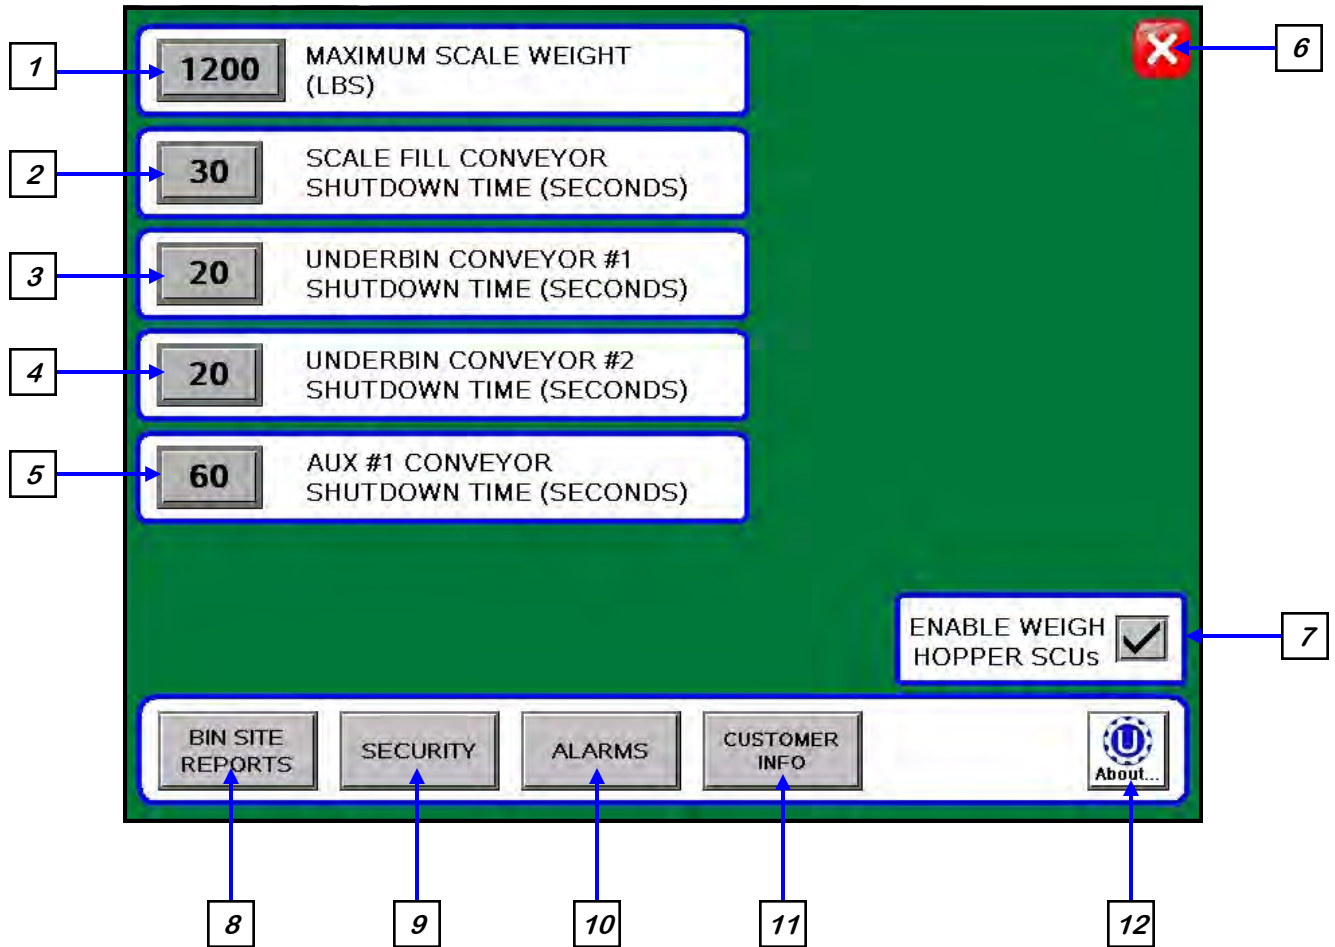 1
1200
MAXIMUM SCALE WEIGHT
(LBS)
6
2
30
SCALE FILL CONVEYOR
SHUTDOWN TIME (SECONDS)
3
20
UNDERBIN CONVEYOR #1
SHUTDOWN TIME (SECONDS)
4
20
UNDERBIN CONVEYOR #2
SHUTDOWN TIME (SECONDS)
5
60
AUX #1 CONVEYOR
SHUTDOWN TIME (SECONDS)
ENABLE WEIGH
HOPPER SCUs
7
BIN SITE
REPORTS
SECURITY
ALARMS
CUSTOMER
INFO
U
About...
8
9
10
11
12